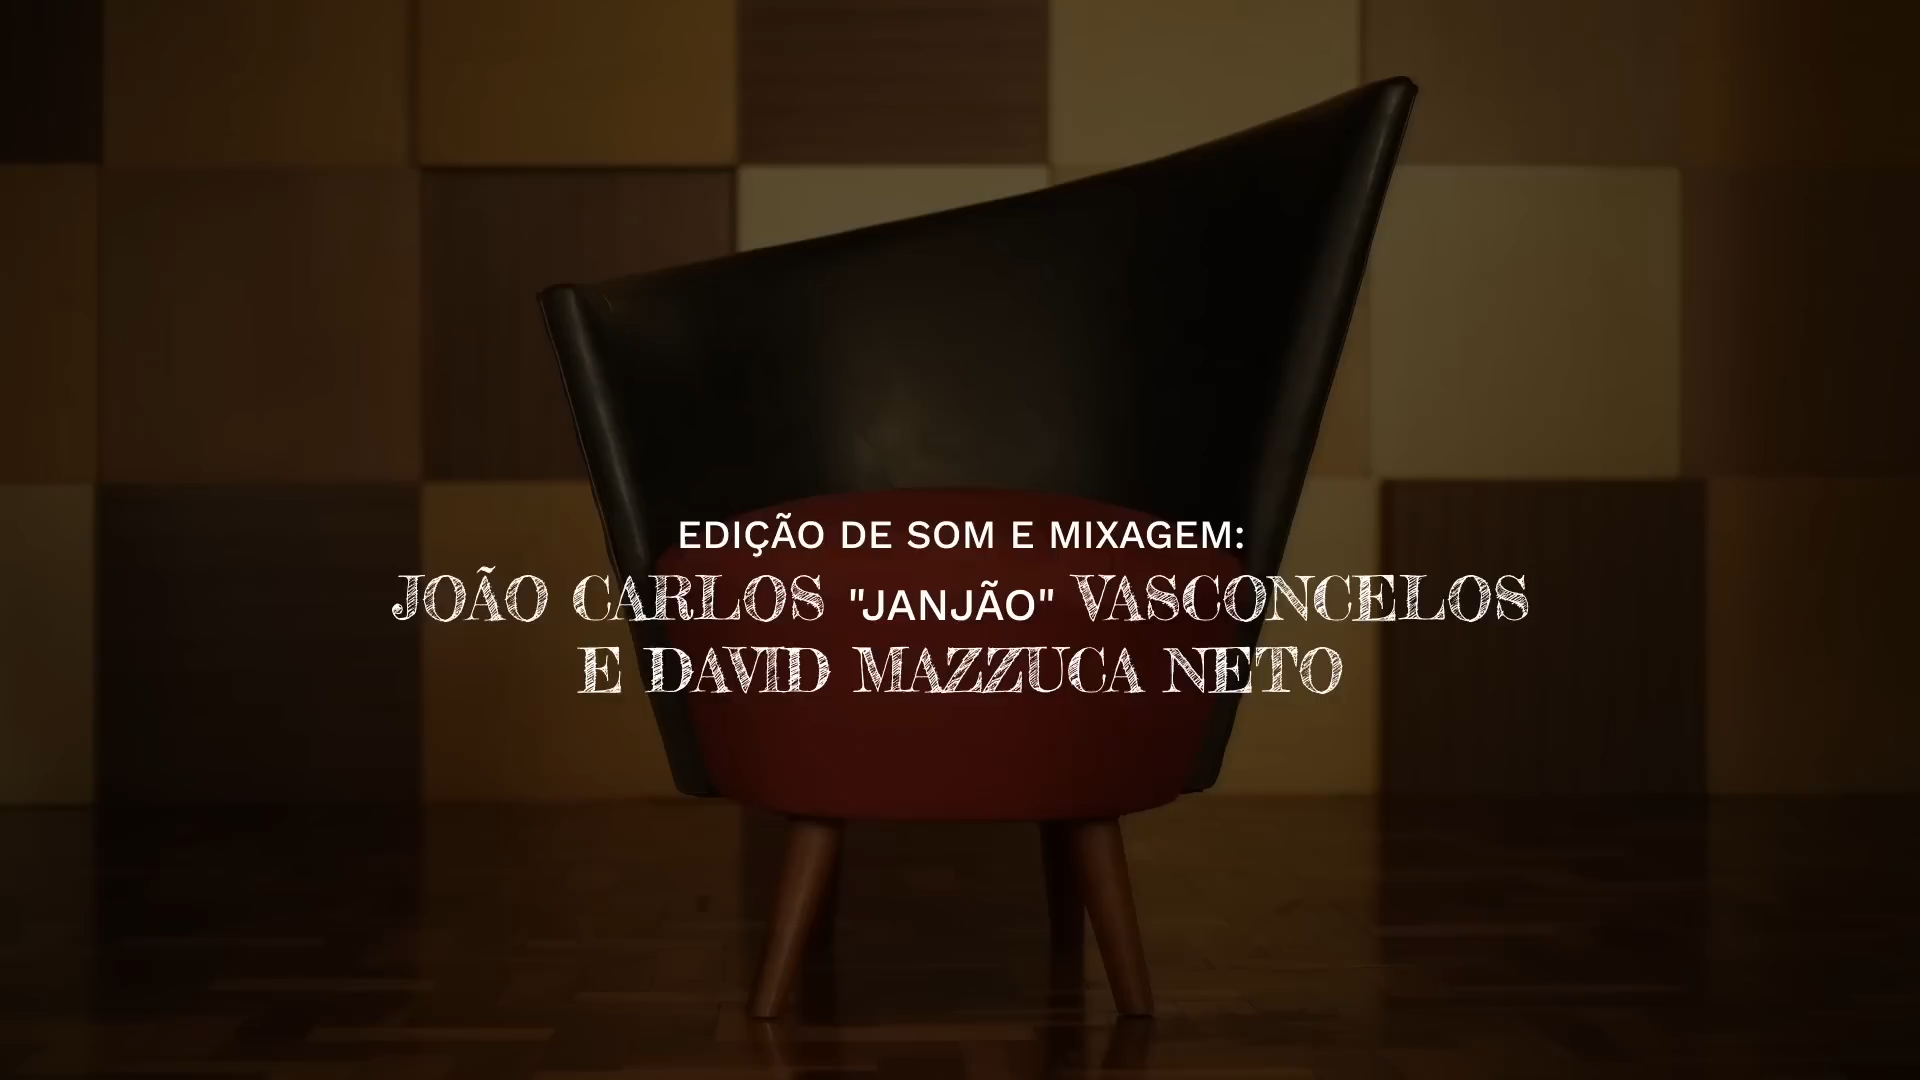 EDIÇÃO DE SOM E MIXAGEM:
JOÃO CARLOS "JANJÃO" VASCONCELOS
E DAVID MAZZUCA NETO